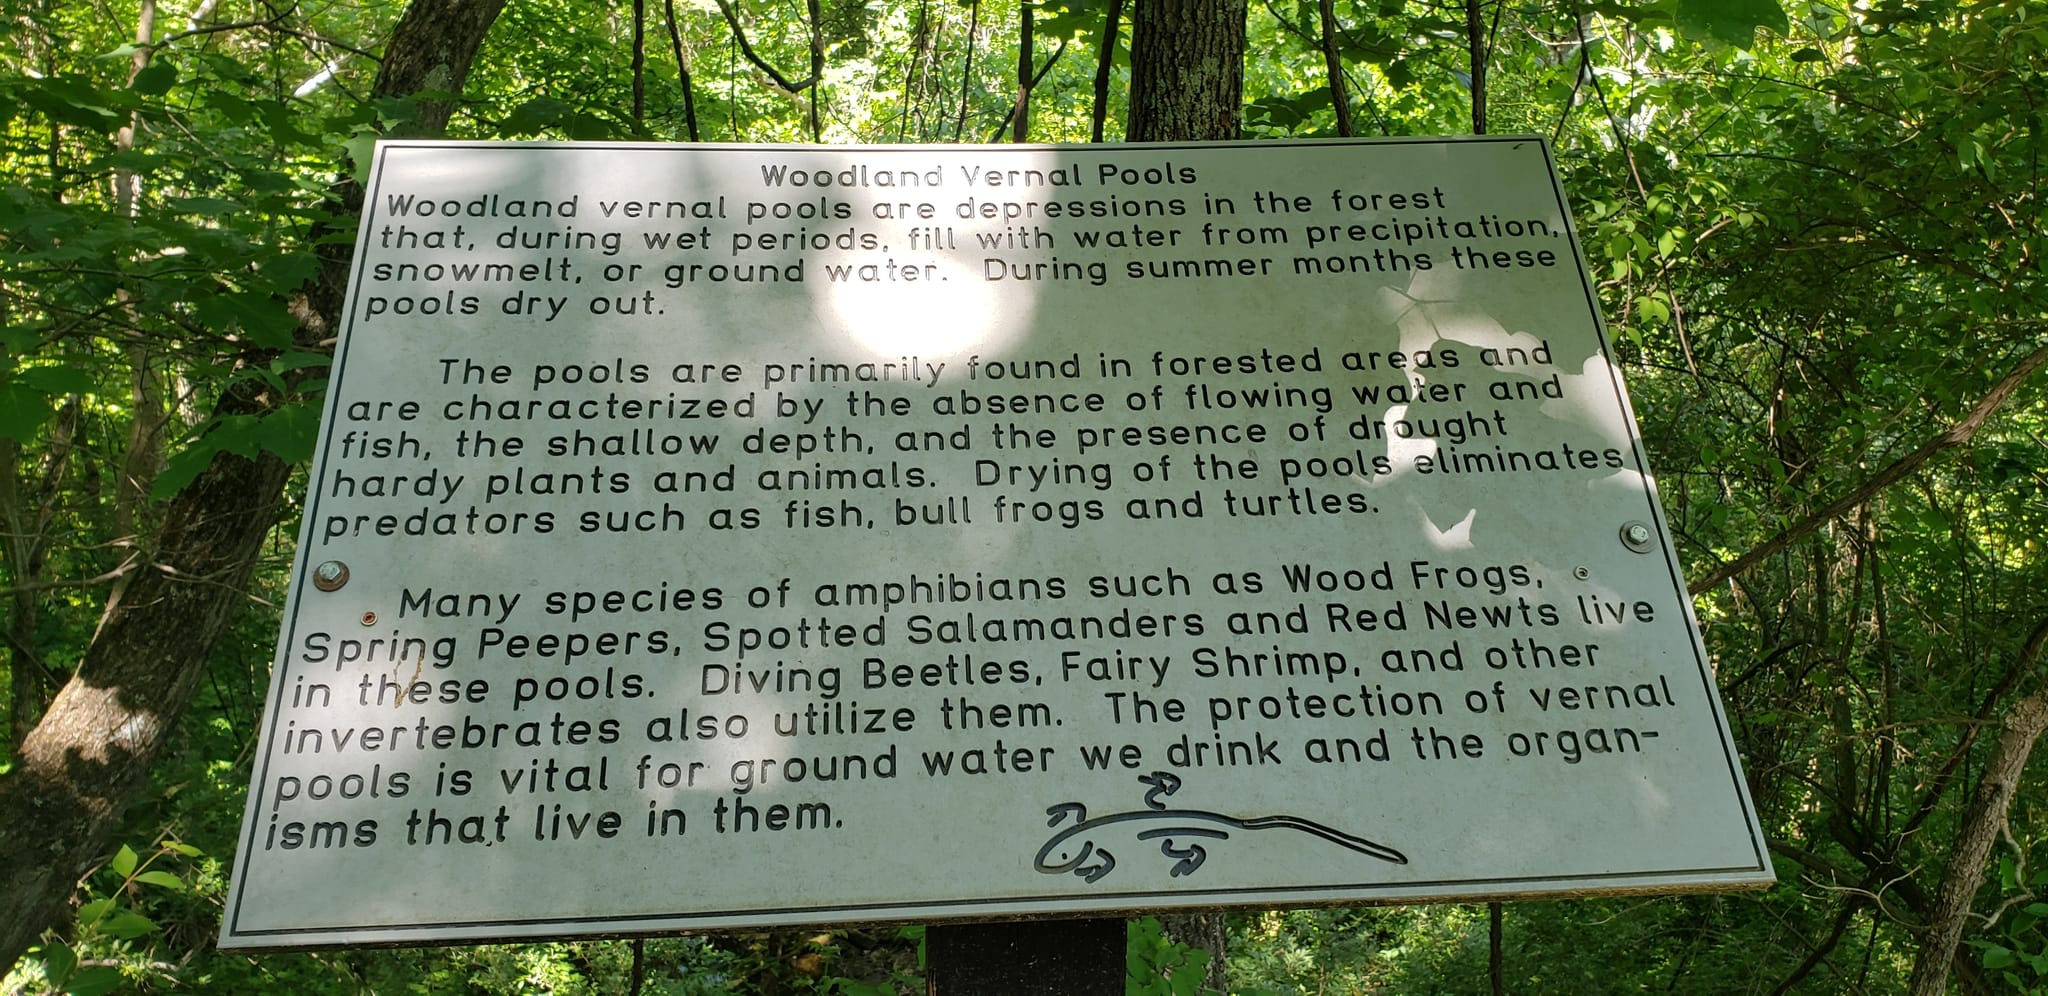 Woodland Vernal Pools
Woodland vernal pools are depressions in the forest
that, during wet periods, fill with water from precipitation,
snowmelt, or ground water. During summer months these
pools dry out.
The pools are primarily found in forested areas and
are characterized by the absence of flowing water and
fish, the shallow depth, and the presence of drought
hardy plants and animals. Drying of the pools eliminates
predators such as fish, bull frogs and turtles.
Many species of amphibians such as Wood Frogs,
Spring Peepers, Spotted Salamanders and Red Newts live
in these pools. Diving Beetles, Fairy Shrimp, and other
invertebrates also utilize them. The protection of vernal
pools is vital for ground water we drink and the organ-
isms that live in them.